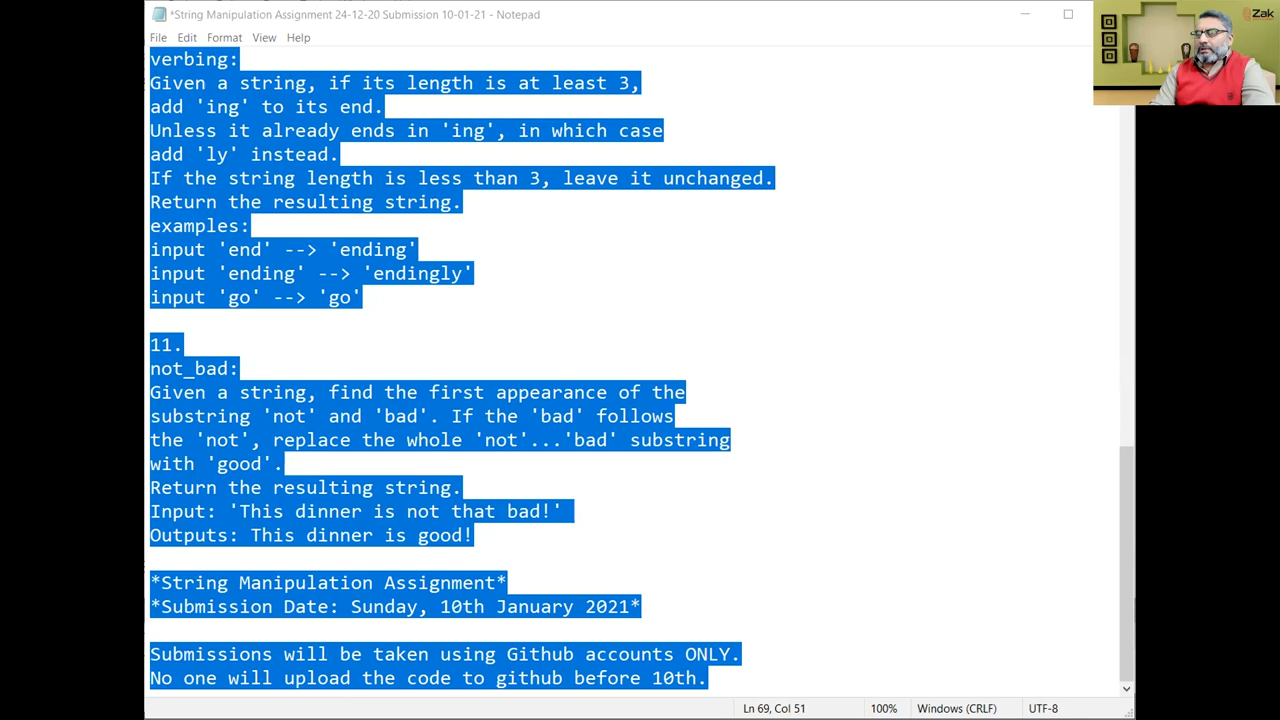 *String Manipulation Assignment 24-12-20 Submission 10-01-21 - Notepad
Zak
File Edit Format View Help
verbing:
Given a string, if its length is at least 3,
add 'ing' to its end.
Unless it already ends in 'ing', in which case
add 'ly' instead.
If the string length is less than 3, leave it unchanged.
Return the resulting string.
examples:
input 'end' --> 'ending'
input 'ending' --> 'endingly'
input 'go' --> 'go'
11.
not_bad:
Given a string, find the first appearance of the
substring 'not' and 'bad'. If the 'bad' follows
the 'not', replace the whole 'not'...'bad' substring
with 'good'.
Return the resulting string.
Input: 'This dinner is not that bad!'
Outputs: This dinner is good!
*String Manipulation Assignment*
*Submission Date: Sunday, 10th January 2021*
Submissions will be taken using Github accounts ONLY.
No one will upload the code to github before 10th.
Ln 69, Col 51 100% Windows (CRLF) UTF-8